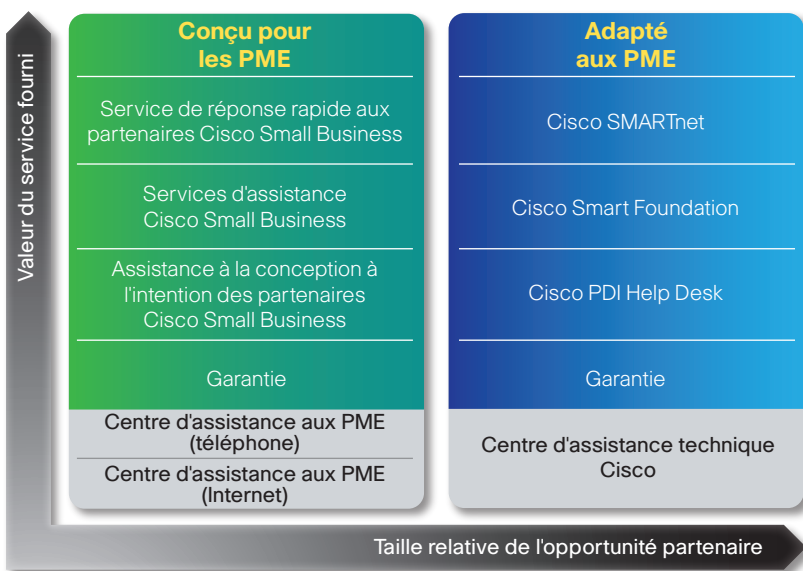 Valeur du service fourni
Conçu pour
les PME
Service de réponse rapide aux
partenaires Cisco Small Business
Services d'assistance
Cisco Small Business
Assistance à la conception à
l'intention des partenaires
Cisco Small Business
Garantie
Centre d'assistance aux PME
(téléphone)
Centre d'assistance aux PME
(Internet)
Adapté
aux PME
Cisco SMARTnet
Cisco Smart Foundation
Cisco PDI Help Desk
Garantie
Centre d'assistance technique
Cisco
Taille relative de l'opportunité partenaire